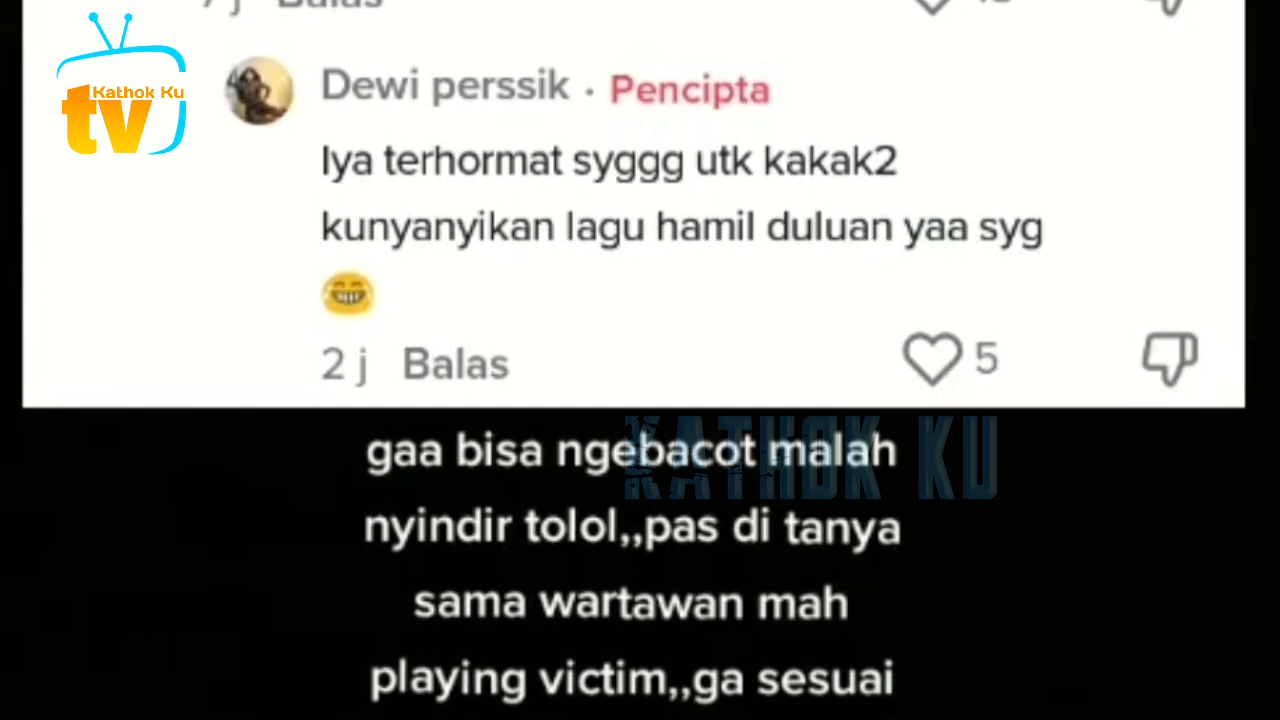 7 j Balas
Kathok Ku
tv
Dewi perssik · Pencipta
Iya terhormat syggg utk kakak2
kunyanyikan lagu hamil duluan yaa syg
😁
2 j Balas 5
KATHOK KU
gaa bisa ngebacot malah
nyindir tolol,,pas di tanya
sama wartawan mah
playing victim,,ga sesuai